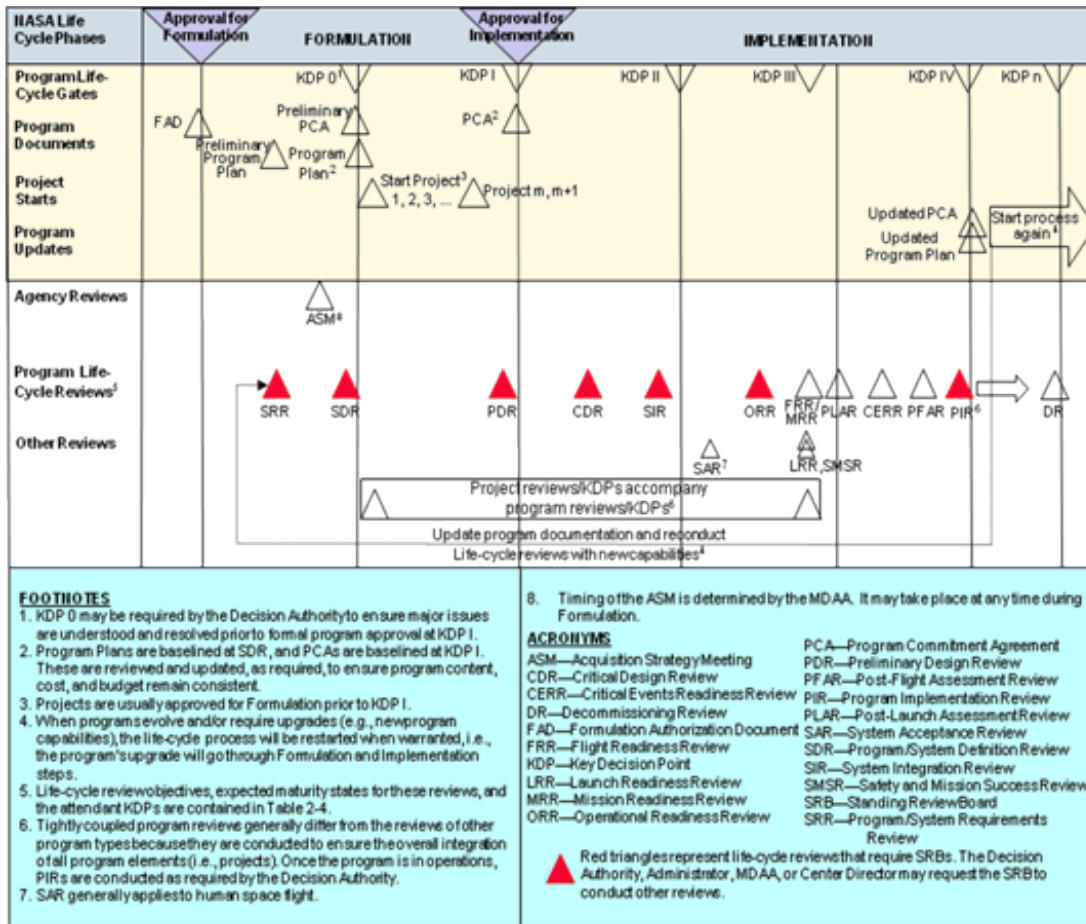 NASA Life
Cycle Phases
Approval for
Formulation
FORMULATION
Approval for
Implementation
IMPLEMENTATION
Program Life-
Cycle Gates
KDP 0¹
KDP I
KDP II
KDP III
KDP IV
KDP n
Program
Documents
FAD
Preliminary
PCA
PCA²
Preliminary
Program
Plan
Program
Plan²
Project
Starts
Start Project³
1, 2, 3, ...
Project m, m+1
Program
Updates
Updated PCA
Updated
Program Plan
Start process
again⁴
Agency Reviews
ASM⁸
Program Life-
Cycle Reviews⁵
SRR
SDR
PDR
CDR
SIR
ORR
FRR/
MRR
PLAR
CERR
PFAR
PIR⁶
DR
Other Reviews
SAR⁷
LRR, SMSR
Project reviews/KDPs accompany
program reviews/KDPs⁶
Update program documentation and reconduct
Life-cycle reviews with new capabilities⁴
FOOTNOTES
1. KDP 0 may be required by the Decision Authority to ensure major issues
are understood and resolved prior to formal program approval at KDP I.
2. Program Plans are baselined at SDR, and PCAs are baselined at KDP I.
These are reviewed and updated, as required, to ensure program content,
cost, and budget remain consistent.
3. Projects are usually approved for Formulation prior to KDP I.
4. When programs evolve and/or require upgrades (e.g., new program
capabilities), the life-cycle process will be restarted when warranted, i.e.,
the program's upgrade will go through Formulation and Implementation
steps.
5. Life-cycle review objectives, expected maturity states for these reviews, and
the attendant KDPs are contained in Table 2-4.
6. Tightly coupled program reviews generally differ from the reviews of other
program types because they are conducted to ensure the overall integration
of all program elements (i.e., projects). Once the program is in operations,
PIRs are conducted as required by the Decision Authority.
7. SAR generally applies to human space flight.
8. Timing of the ASM is determined by the MDAA. It may take place at any time during
Formulation.
ACRONYMS
ASM—Acquisition Strategy Meeting
CDR—Critical Design Review
CERR—Critical Events Readiness Review
DR—Decommissioning Review
FAD—Formulation Authorization Document
FRR—Flight Readiness Review
KDP—Key Decision Point
LRR—Launch Readiness Review
MRR—Mission Readiness Review
ORR—Operational Readiness Review
PCA—Program Commitment Agreement
PDR—Preliminary Design Review
PFAR—Post-Flight Assessment Review
PIR—Program Implementation Review
PLAR—Post-Launch Assessment Review
SAR—System Acceptance Review
SDR—Program/System Definition Review
SIR—System Integration Review
SMSR—Safety and Mission Success Review
SRB—Standing Review Board
SRR—Program/System Requirements
Review
Red triangles represent life-cycle reviews that require SRBs. The Decision
Authority, Administrator, MDAA, or Center Director may request the SRB to
conduct other reviews.